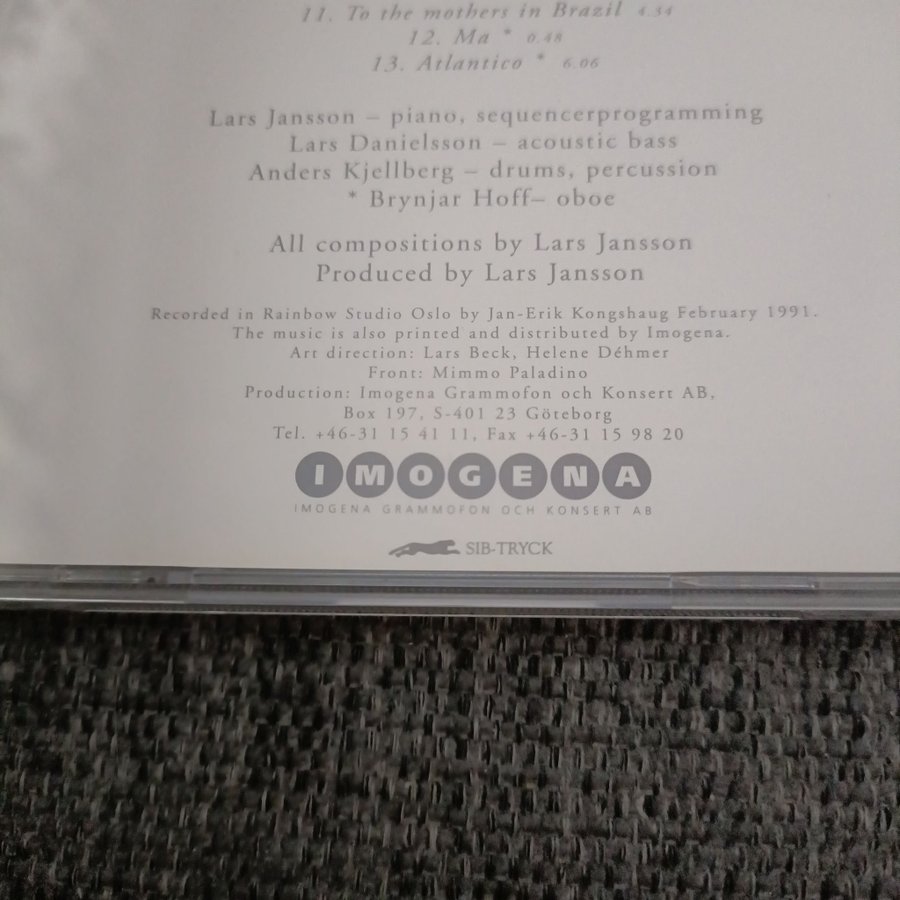 11. To the mothers in Brazil 4.34
12. Ma * 0.48
13. Atlantico * 6.06
Lars Jansson – piano, sequencerprogramming
Lars Danielsson – acoustic bass
Anders Kjellberg – drums, percussion
* Brynjar Hoff– oboe
All compositions by Lars Jansson
Produced by Lars Jansson
Recorded in Rainbow Studio Oslo by Jan-Erik Kongshaug February 1991.
The music is also printed and distributed by Imogena.
Art direction: Lars Beck, Helene Déhmer
Front: Mimmo Paladino
Production: Imogena Grammofon och Konsert AB,
Box 197, S-401 23 Göteborg
Tel. +46-31 15 41 11, Fax +46-31 15 98 20
IMOGENA
IMOGENA GRAMMOFON OCH KONSERT AB
SIB-TRYCK